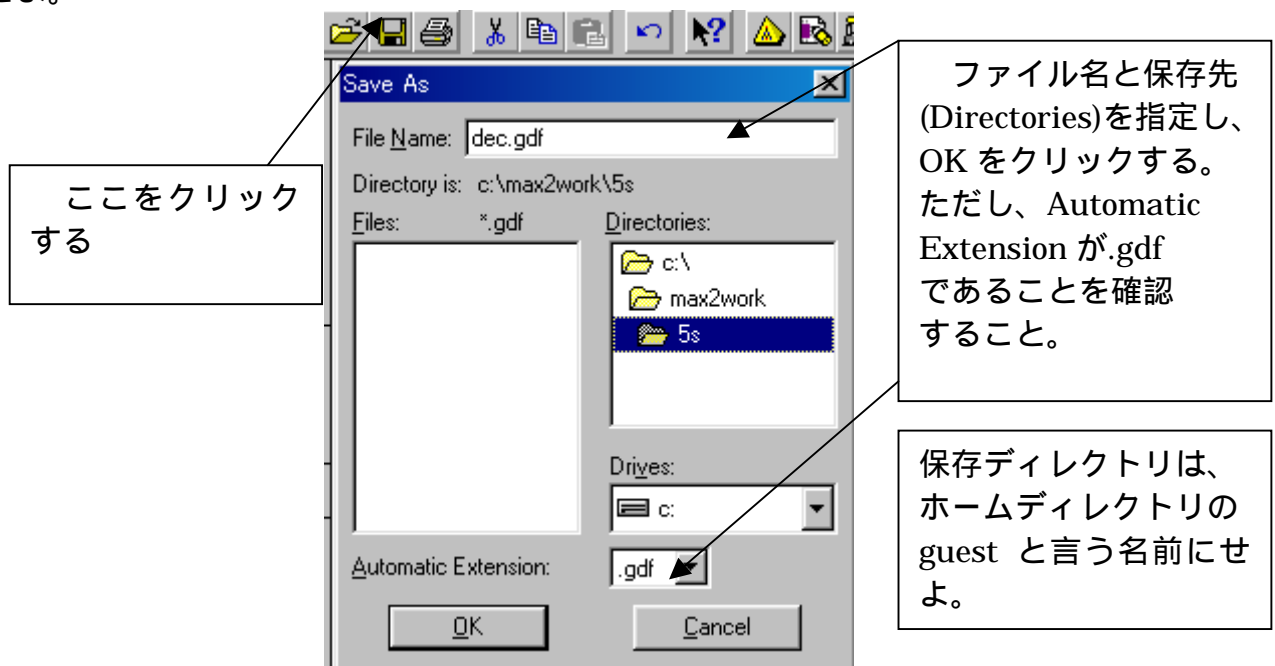 Save As
File Name: dec.gdf
Directory is: c:\max2work\5s
Files: *.gdf Directories:
c:\
max2work
5s
Drives:
c:
Automatic Extension: .gdf
OK Cancel
ここをクリック
する
ファイル名と保存先
(Directories)を指定し、
OK をクリックする。
ただし、Automatic
Extension が.gdf
であることを確認
すること。
保存ディレクトリは、
ホームディレクトリの
guest と言う名前にせ
よ。